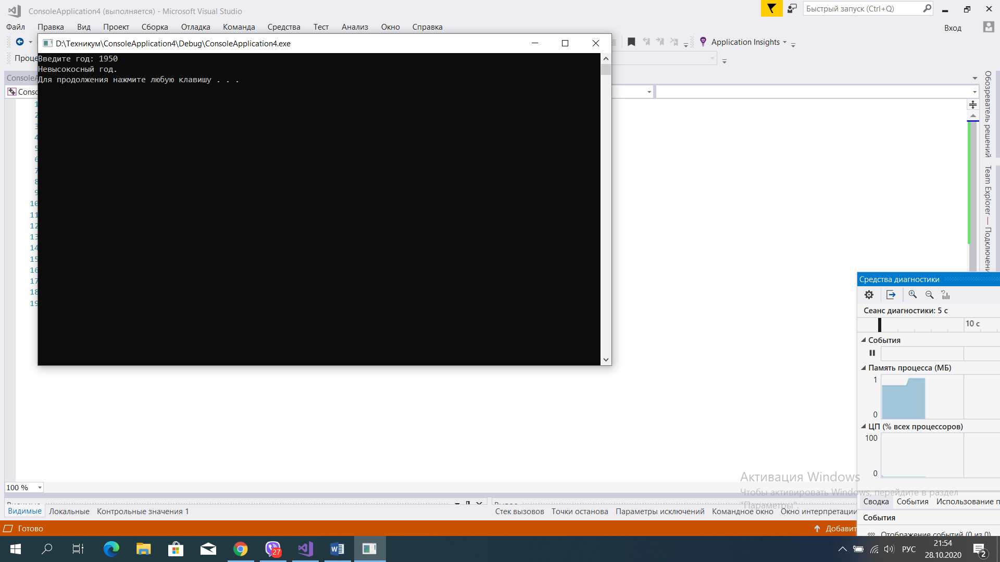 ConsoleApplication4 (выполняется) - Microsoft Visual Studio
Быстрый запуск (Ctrl+Q)
Файл Правка Вид Проект Сборка Отладка Команда Средства Тест Анализ Окно Справка
Вход
D:\Техникум\ConsoleApplication4\Debug\ConsoleApplication4.exe
Application Insights
Введите год: 1950
Невысокосный год.
Для продолжения нажмите любую клавишу . . .
Обозреватель решений
Team Explorer —
1
2
3
4
5
6
7
8
9
10
11
12
13
14
15
16
17
18
19
Средства диагностики
Сеанс диагностики: 5 с
10 с
События
Память процесса (МБ)
1
0
ЦП (% всех процессоров)
100
0
Активация Windows
Чтобы активировать Windows, перейдите в раздел
"Параметры".
100 %
Видимые Локальные Контрольные значения 1
Стек вызовов Точки останова Параметры исключений Командное окно Окно интерпретации
Сводка События Использование
События
Отображение событий (0 из 0)
Готово
27
РУС
21:54
28.10.2020
2